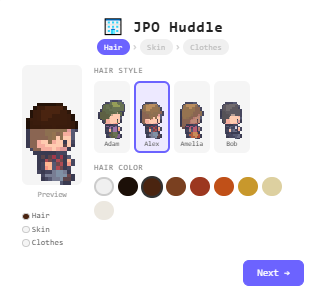 JPO Huddle
Hair › Skin › Clothes
HAIR STYLE
Adam Alex Amelia Bob
Preview
HAIR COLOR
Hair
Skin
Clothes
Next →